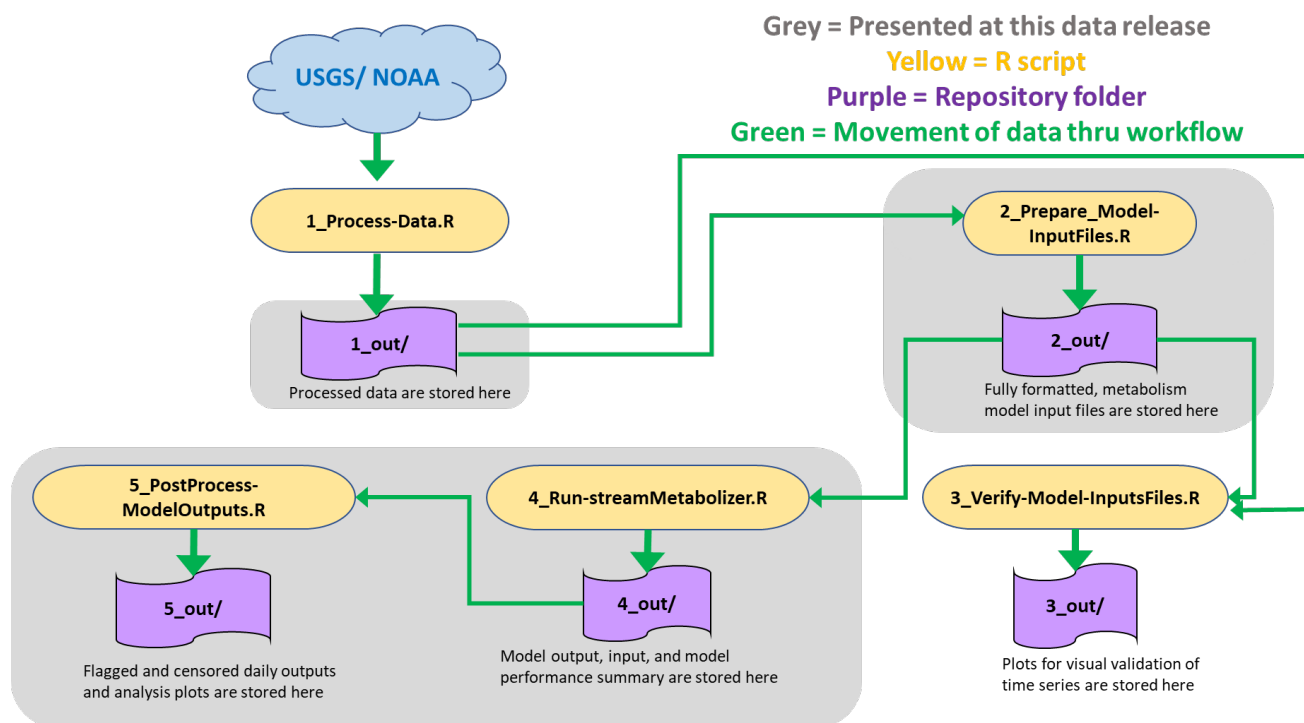 Grey = Presented at this data release
Yellow = R script
Purple = Repository folder
Green = Movement of data thru workflow
USGS/ NOAA
1_Process-Data.R
1_out/
Processed data are stored here
2_Prepare_Model-
InputFiles.R
2_out/
Fully formatted, metabolism
model input files are stored here
5_PostProcess-
ModelOutputs.R
5_out/
Flagged and censored daily outputs
and analysis plots are stored here
4_Run-streamMetabolizer.R
4_out/
Model output, input, and model
performance summary are stored here
3_Verify-Model-InputsFiles.R
3_out/
Plots for visual validation of
time series are stored here